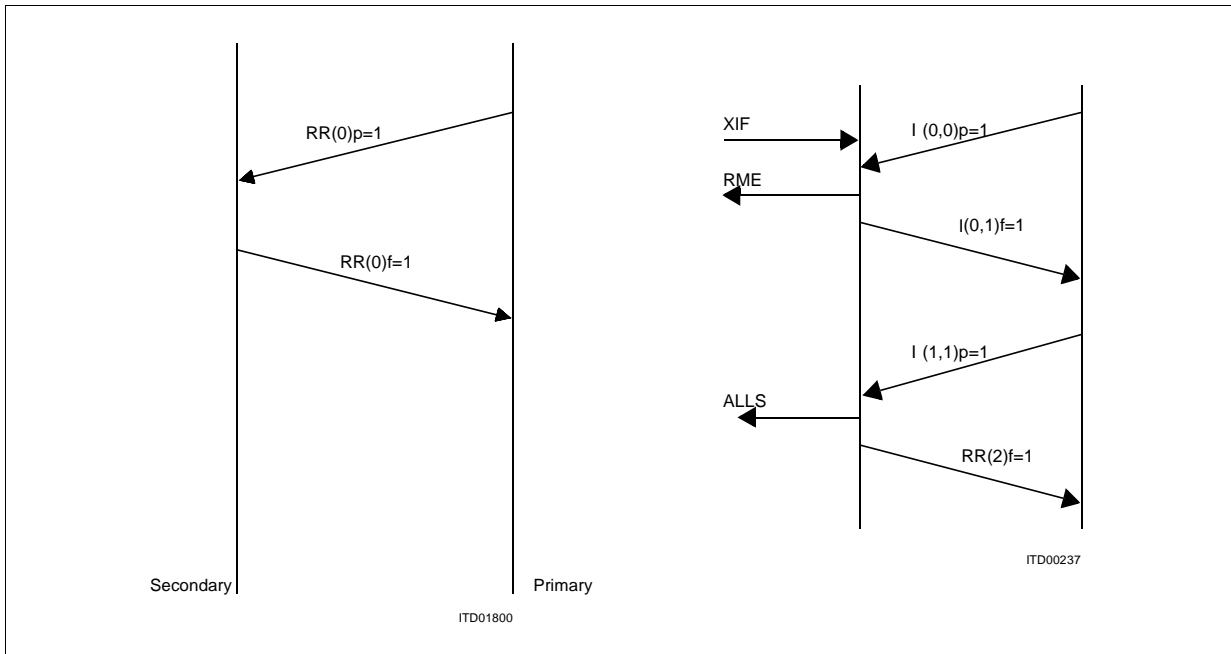 RR(0)p=1
RR(0)f=1
Secondary
Primary
ITD01800
XIF
I (0,0)p=1
RME
I(0,1)f=1
I (1,1)p=1
ALLS
RR(2)f=1
ITD00237